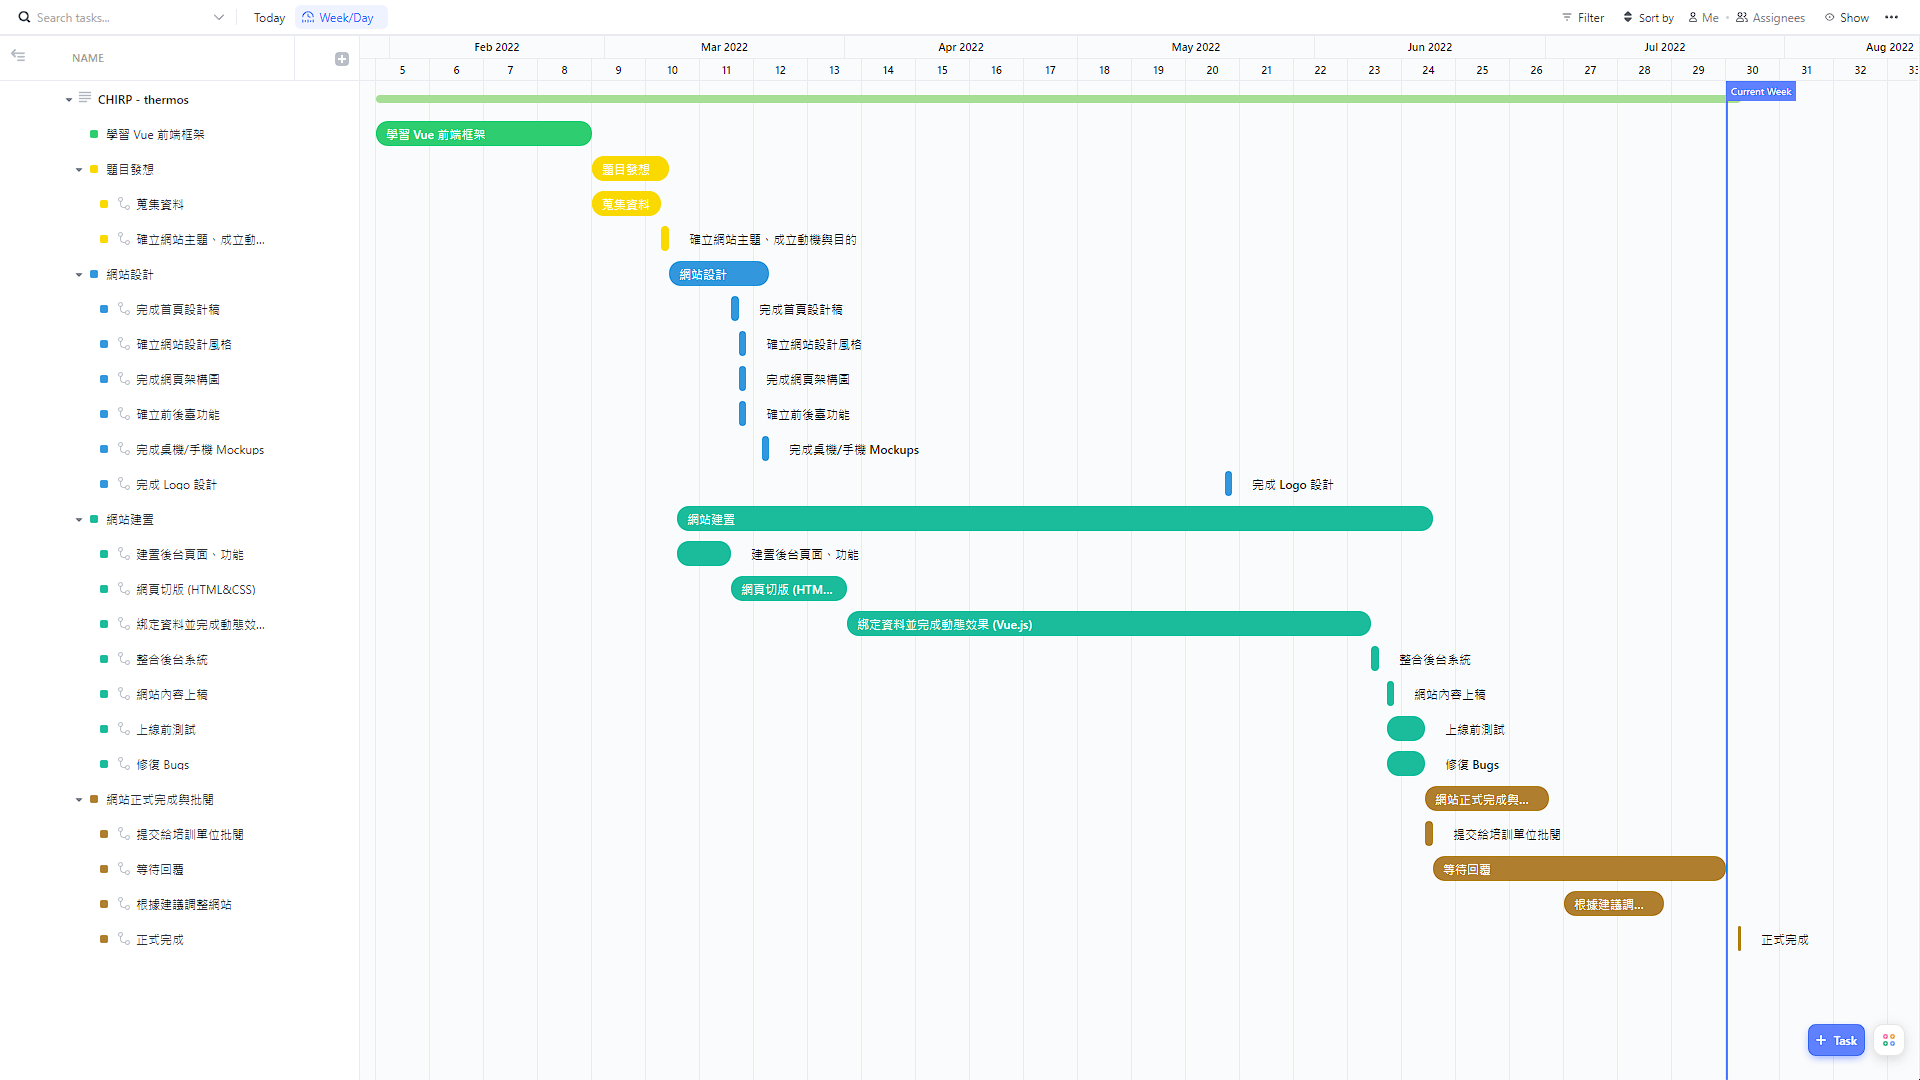 Search tasks...
Today
Week/Day
Filter
Sort by
Me
Assignees
Show
NAME
Feb 2022
Mar 2022
Apr 2022
May 2022
Jun 2022
Jul 2022
Aug 2022
5 6 7 8 9 10 11 12 13 14 15 16 17 18 19 20 21 22 23 24 25 26 27 28 29 30 31 32
Current Week
CHIRP - thermos
學習 Vue 前端框架
學習 Vue 前端框架
題目發想
題目發想
蒐集資料
蒐集資料
確立網站主題、成立動...
確立網站主題、成立動機與目的
網站設計
網站設計
完成首頁設計稿
完成首頁設計稿
確立網站設計風格
確立網站設計風格
完成網頁架構圖
完成網頁架構圖
確立前後臺功能
確立前後臺功能
完成桌機/手機 Mockups
完成桌機/手機 Mockups
完成 Logo 設計
完成 Logo 設計
網站建置
網站建置
建置後台頁面、功能
建置後台頁面、功能
網頁切版 (HTML&CSS)
網頁切版 (HTM...
綁定資料並完成動態效...
綁定資料並完成動態效果 (Vue.js)
整合後台系統
整合後台系統
網站內容上稿
網站內容上稿
上線前測試
上線前測試
修復 Bugs
修復 Bugs
網站正式完成與批閱
網站正式完成與...
提交給培訓單位批閱
提交給培訓單位批閱
等待回覆
等待回覆
根據建議調整網站
根據建議調...
正式完成
正式完成
+ Task